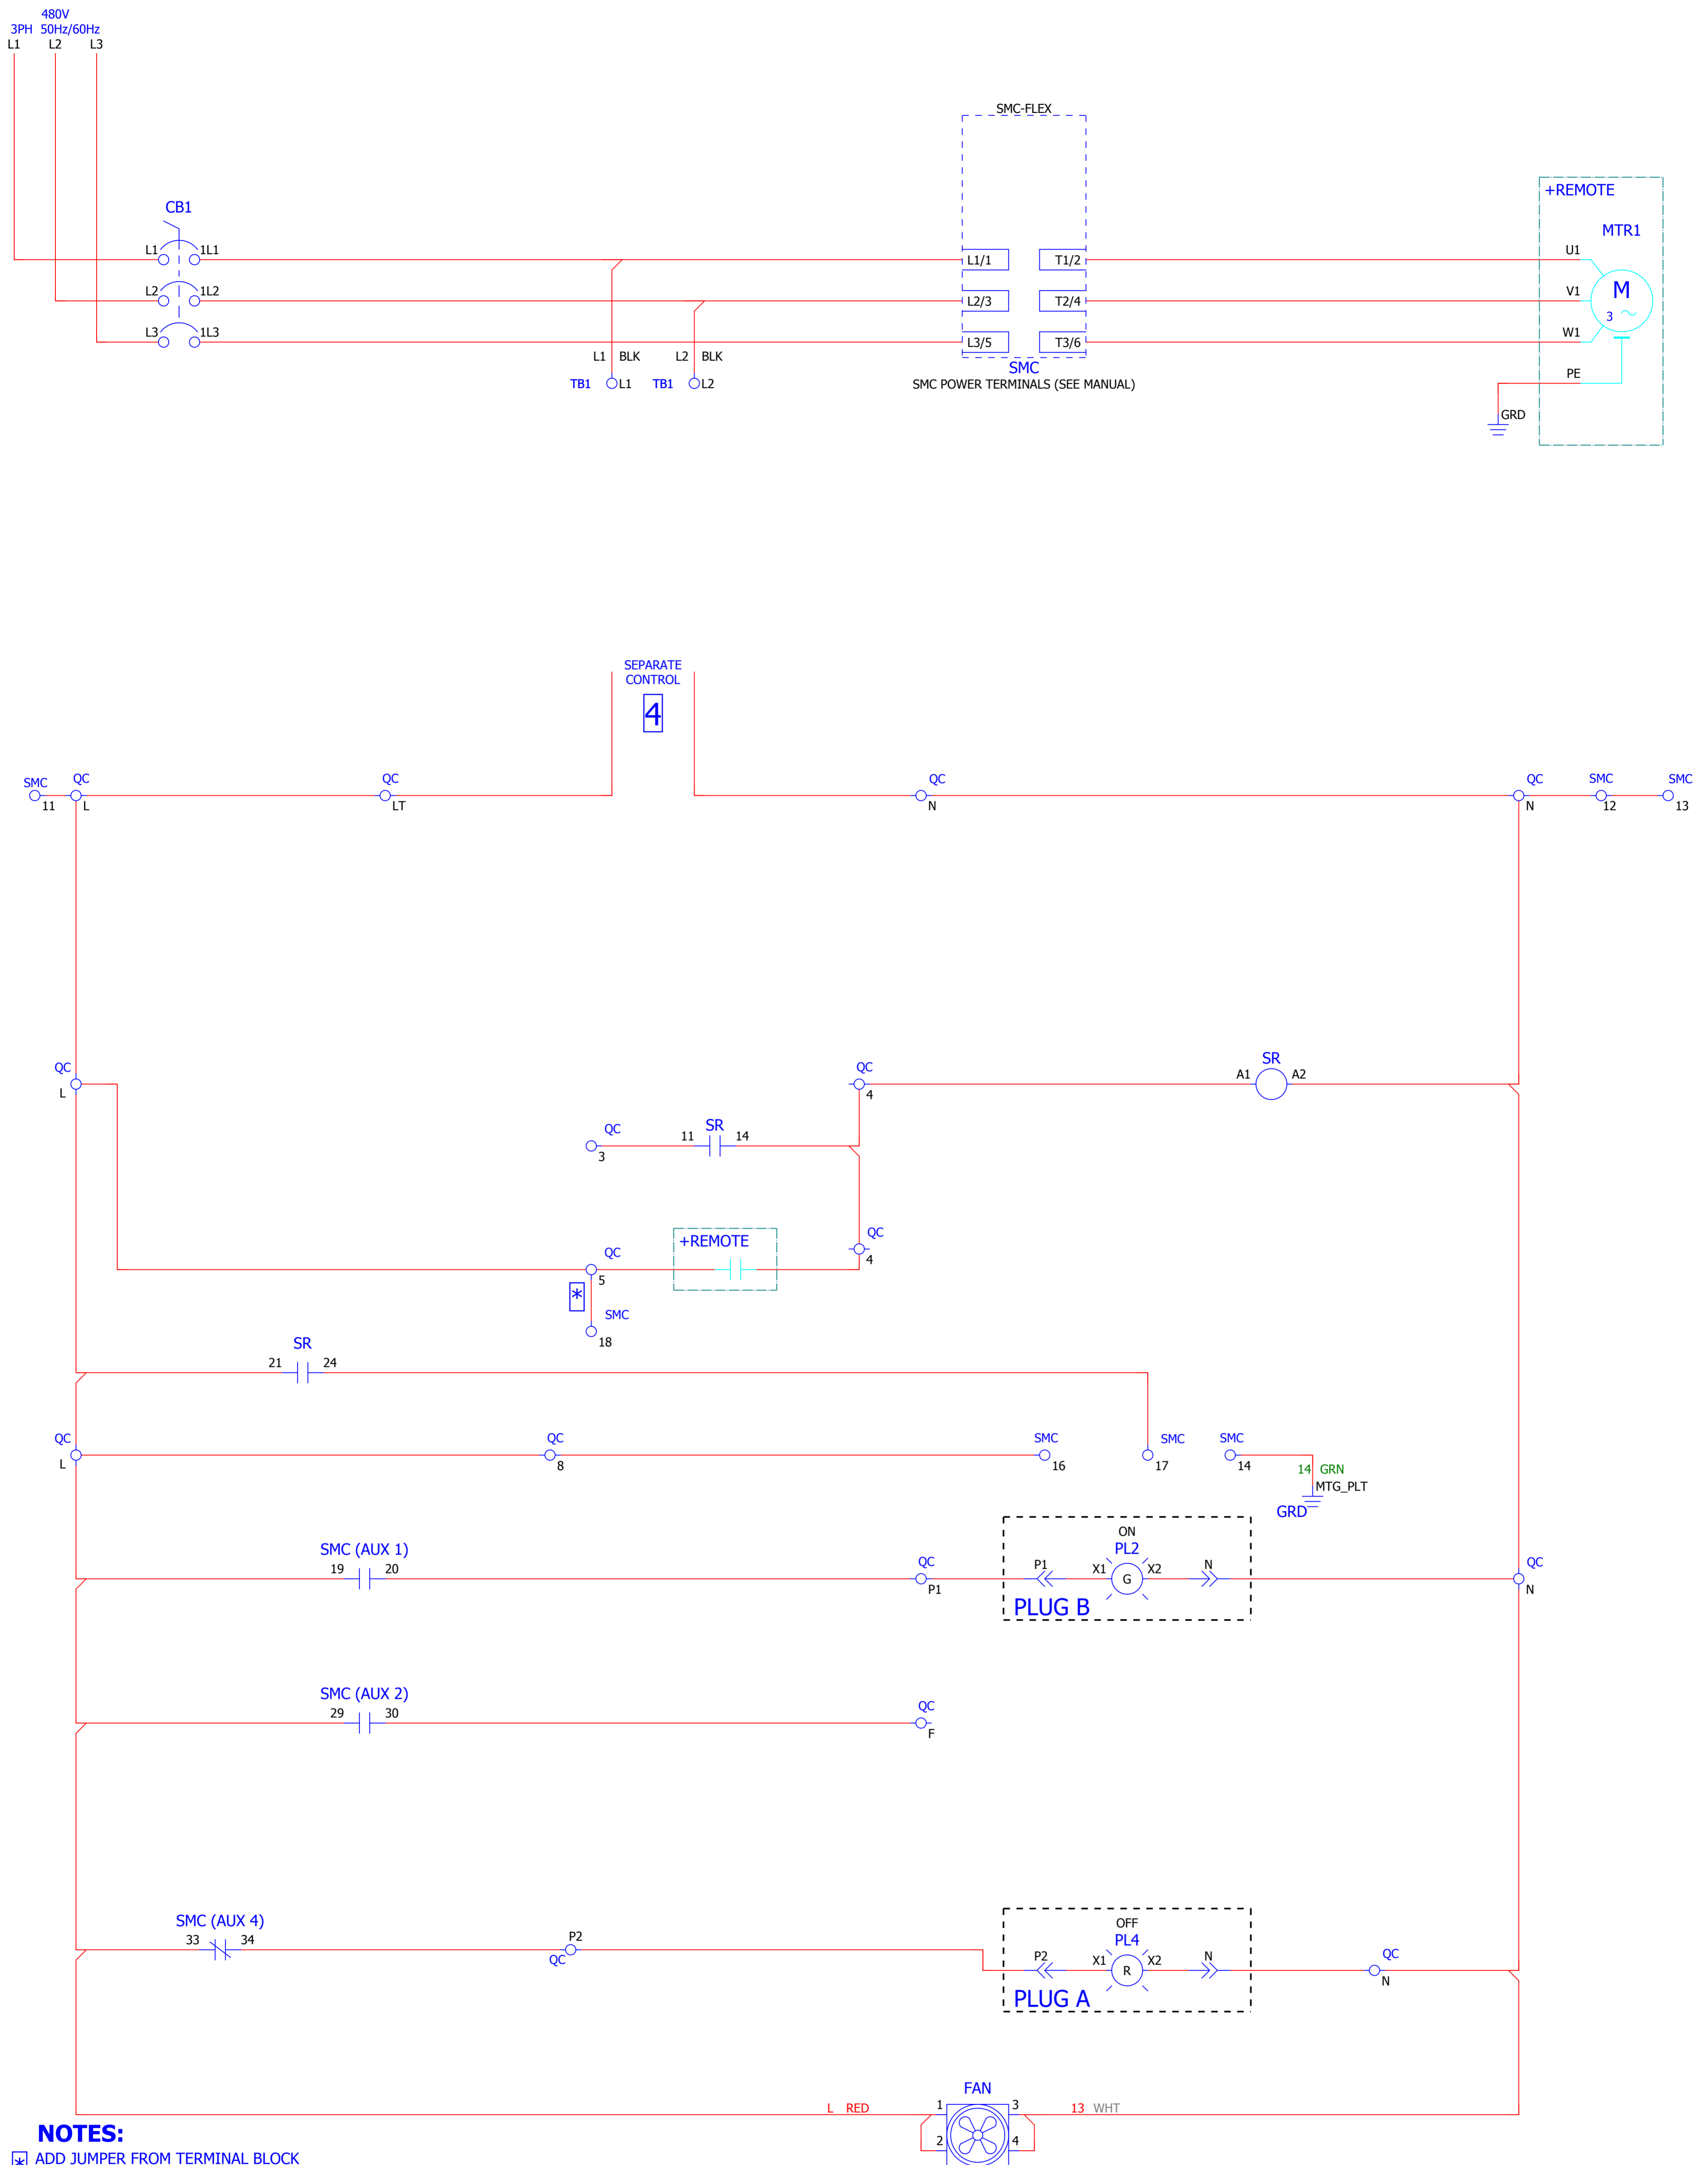 480V
3PH 50Hz/60Hz
L1 L2 L3
SMC-FLEX
+REMOTE
CB1
MTR1
L1 1L1
L1/1 T1/2
U1
L2 1L2
L2/3 T2/4
V1
M
3
L3 1L3
L3/5 T3/6
W1
L1 BLK L2 BLK
SMC
PE
TB1 L1 TB1 L2
SMC POWER TERMINALS (SEE MANUAL)
GRD
SEPARATE
CONTROL
4
SMC QC QC QC QC SMC SMC
11 L LT N N 12 13
QC QC SR
A1 A2
L 4
QC SR
11 14
3
QC
+REMOTE
QC
4
5
*
SMC
18
SR
21 24
QC QC SMC SMC SMC
L 8 16 17 14
14 GRN
MTG_PLT
GRD
ON
SMC (AUX 1)
PL2
19 20
QC P1 X1 G X2 N QC
P1 N
PLUG B
SMC (AUX 2)
29 30
QC
F
SMC (AUX 4)
33 34
P2
QC
OFF
PL4
P2 X1 R X2 N QC
N
PLUG A
FAN
L RED 1 3 13 WHT
2 4
NOTES:
* ADD JUMPER FROM TERMINAL BLOCK